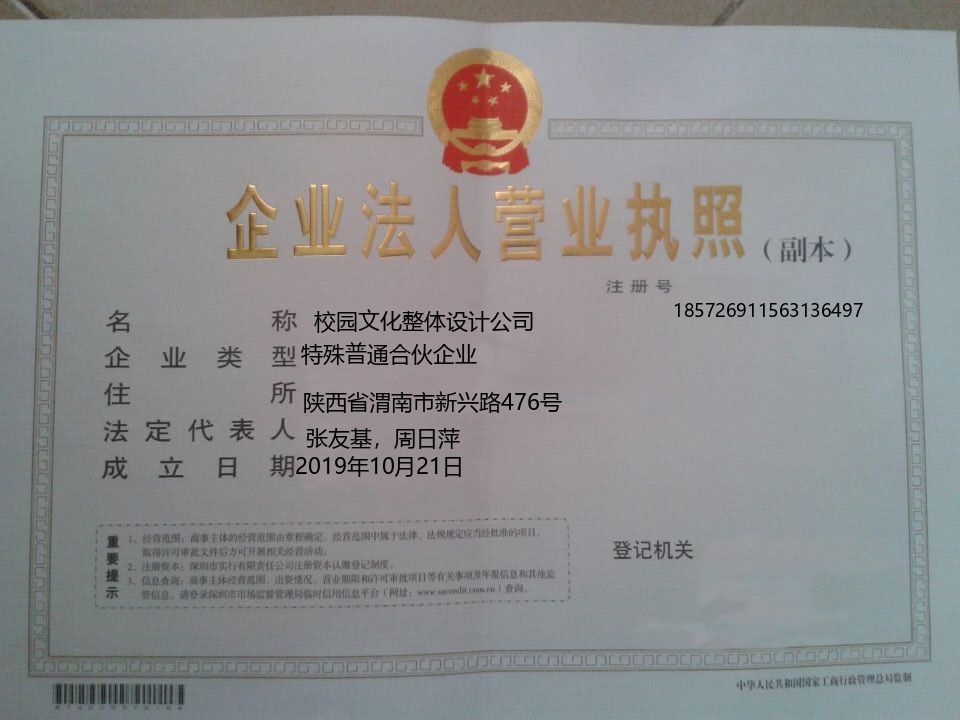 企业法人营业执照
（副本）
注册号
185726911563136497
名称 校园文化整体设计公司
企业类型 特殊普通合伙企业
住所 陕西省渭南市新兴路476号
法定代表人 张友基，周日萍
成立日期 2019年10月21日
重要提示
1、经营范围：商事主体的经营范围由章程确定。经营范围中属于法律、法规规定应当经批准的项目，
取得许可审批文件后方可开展相关经营活动。
2、注册资本：深圳市实行有限责任公司注册资本认缴登记制度。
3、信息查询：商事主体经营范围、出资情况、营业期限和许可审批项目等有关事项及年报信息和其他监
管信息，请登录深圳市市场监督管理局临时信用信息平台（网址：www.szcredit.com.cn）查询。
登记机关
中华人民共和国国家工商行政管理总局监制